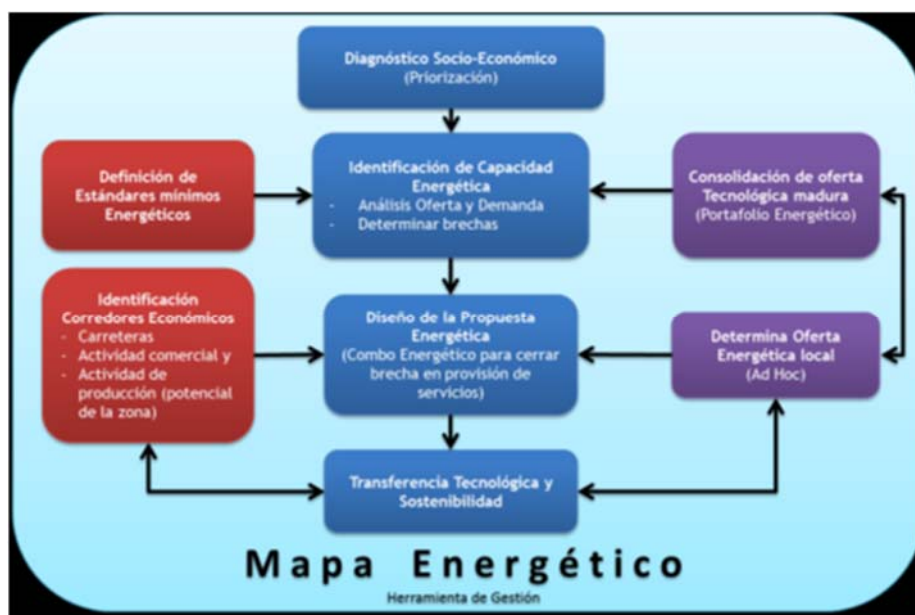 Diagnóstico Socio-Económico
(Priorización)
Definición de
Estándares mínimos
Energéticos
Identificación de Capacidad
Energética
- Análisis Oferta y Demanda
- Determinar brechas
Consolidación de oferta
Tecnológica madura
(Portafolio Energético)
Identificación
Corredores Económicos
- Carreteras
- Actividad comercial y
- Actividad de
producción (potencial
de la zona)
Diseño de la Propuesta
Energética
(Combo Energético para cerrar
brecha en provisión de
servicios)
Determina Oferta
Energética local
(Ad Hoc)
Transferencia Tecnológica y
Sostenibilidad
Mapa Energético
Herramienta de Gestión